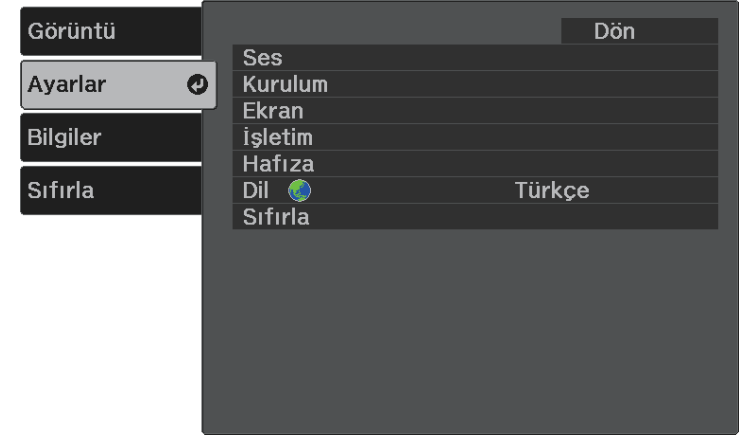 Görüntü
Ayarlar
Bilgiler
Sıfırla
Dön
Ses
Kurulum
Ekran
İşletim
Hafıza
Dil Türkçe
Sıfırla